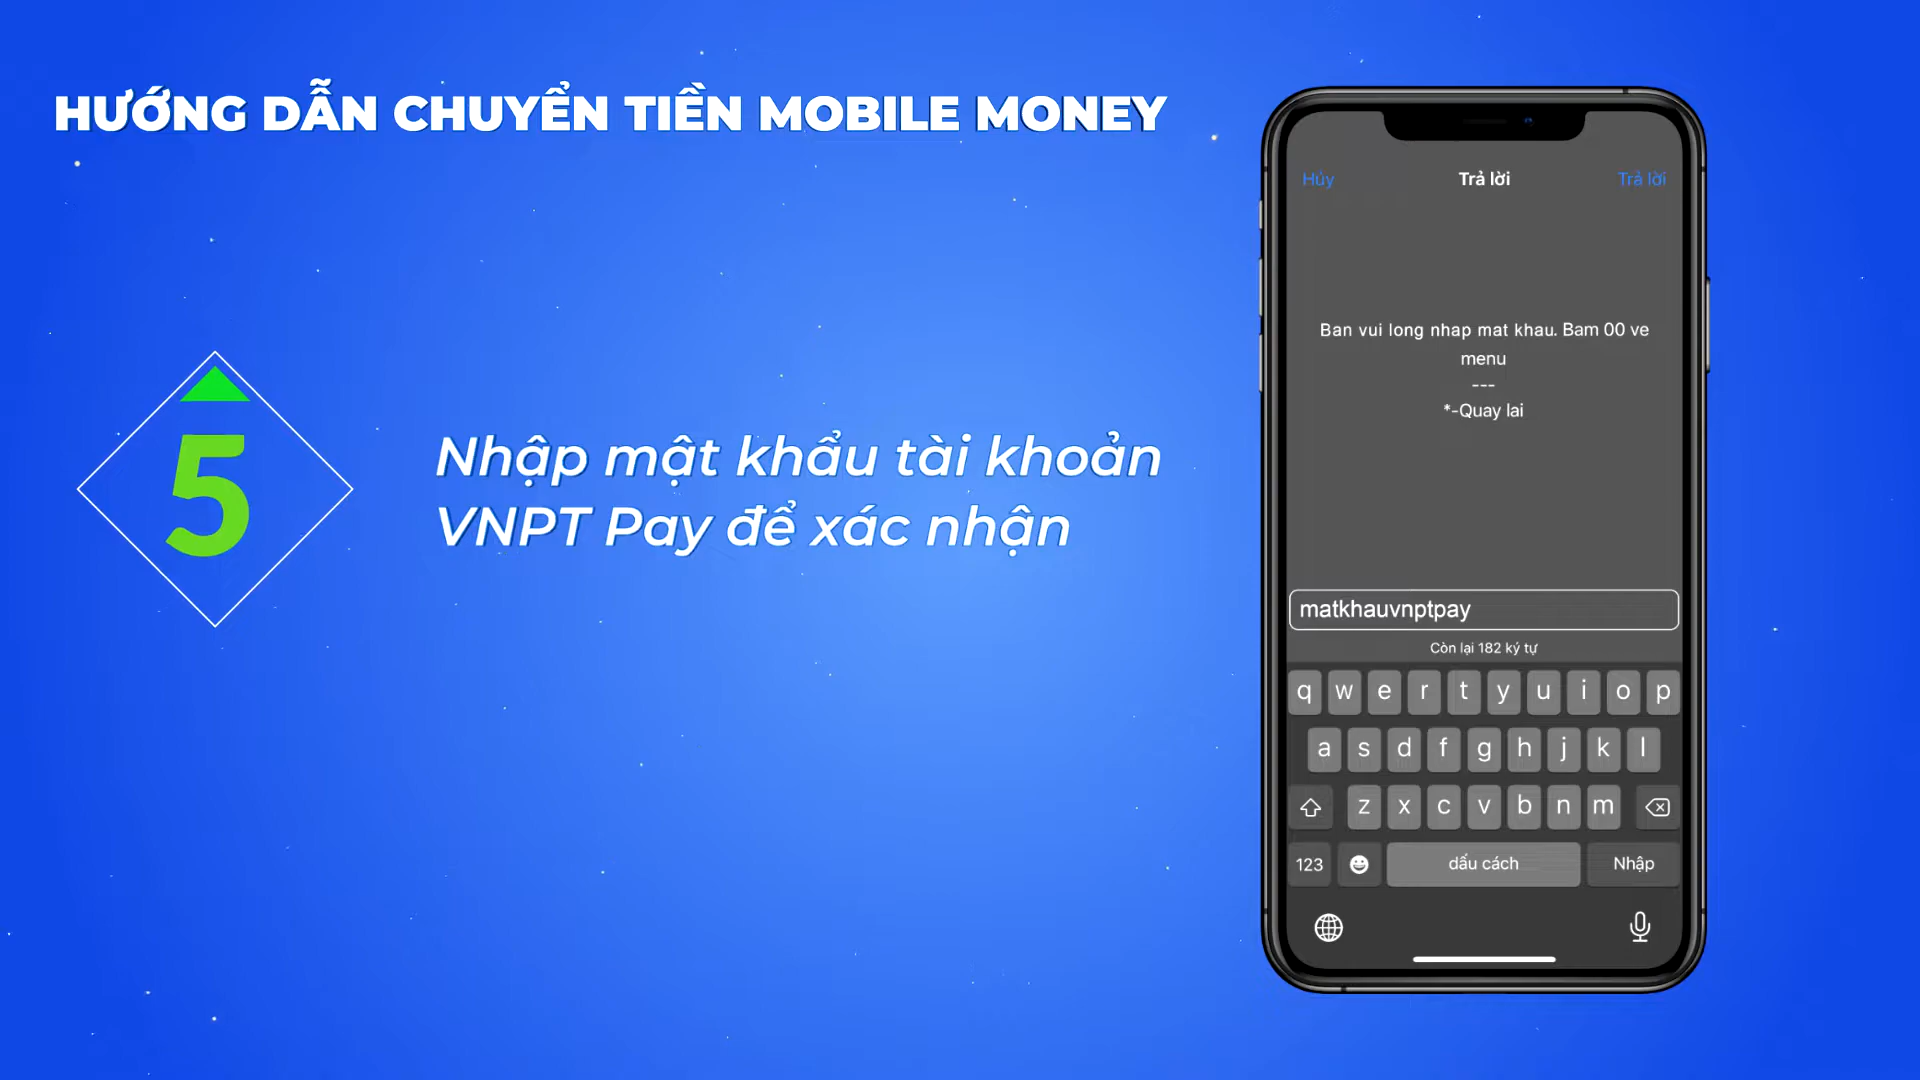 HƯỚNG DẪN CHUYỂN TIỀN MOBILE MONEY
5
Nhập mật khẩu tài khoản
VNPT Pay để xác nhận
Hủy Trả lời Trả lời
Ban vui long nhap mat khau. Bam 00 ve
menu
---
*-Quay lai
matkhauvnptpay
Còn lại 182 ký tự
q w e r t y u i o p
a s d f g h j k l
z x c v b n m
123 dấu cách Nhập